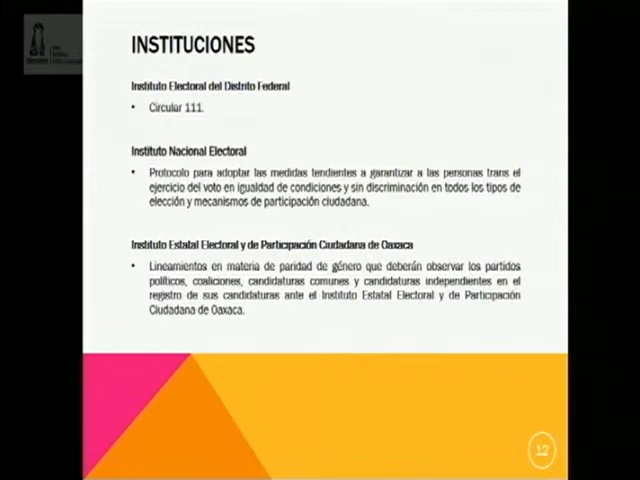 INSTITUCIONES
Instituto Electoral del Distrito Federal
• Circular 111.
Instituto Nacional Electoral
• Protocolo para adoptar las medidas tendientes a garantizar a las personas trans el
ejercicio del voto en igualdad de condiciones y sin discriminación en todos los tipos de
elección y mecanismos de participación ciudadana.
Instituto Estatal Electoral y de Participación Ciudadana de Oaxaca
• Lineamientos en materia de paridad de género que deberán observar los partidos
políticos, coaliciones, candidaturas comunes y candidaturas independientes en el
registro de sus candidaturas ante el Instituto Estatal Electoral y de Participación
Ciudadana de Oaxaca.
12